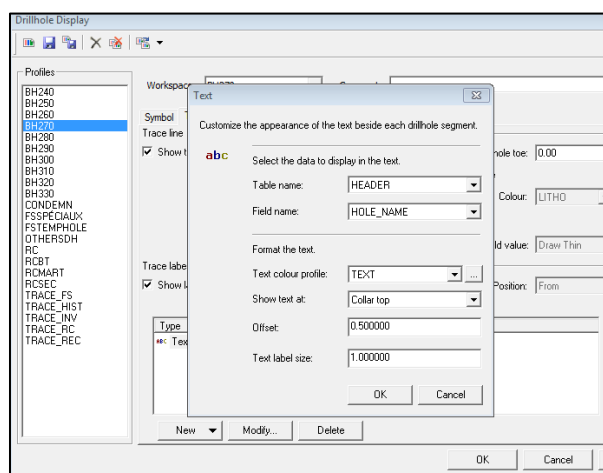 Drillhole Display
Profiles
BH240
BH250
BH260
BH270
BH280
BH290
BH300
BH310
BH320
BH330
CONDEMN
FSSPÉCIAUX
FSTEMPHOLE
OTHERSDH
RC
RCBT
RCMART
RCSEC
TRACE_FS
TRACE_HIST
TRACE_INV
TRACE_RC
TRACE_REC
Workspac
Symbol
Trace line
Show t
hole toe: 0.00
Colour: LITHO
ld value: Draw Thin
Trace labe
Show la
Position: From
Type
abc Tex
New
Modify...
Delete
OK
Cancel
Text
Customize the appearance of the text beside each drillhole segment.
abc
Select the data to display in the text.
Table name: HEADER
Field name: HOLE_NAME
Format the text.
Text colour profile: TEXT ...
Show text at: Collar top
Offset: 0.500000
Text label size: 1.000000
OK
Cancel